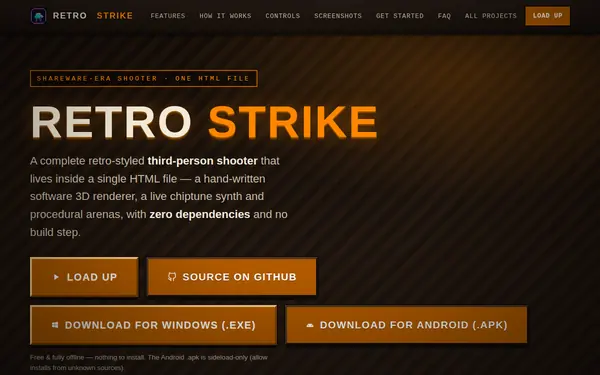 RETRO STRIKE FEATURES HOW IT WORKS CONTROLS SCREENSHOTS GET STARTED FAQ ALL PROJECTS LOAD UP
SHAREWARE-ERA SHOOTER · ONE HTML FILE
RETRO STRIKE
A complete retro-styled third-person shooter that
lives inside a single HTML file — a hand-written
software 3D renderer, a live chiptune synth and
procedural arenas, with zero dependencies and no
build step.
LOAD UP SOURCE ON GITHUB
DOWNLOAD FOR WINDOWS (.EXE) DOWNLOAD FOR ANDROID (.APK)
Free & fully offline — nothing to install. The Android .apk is sideload-only (allow
installs from unknown sources).